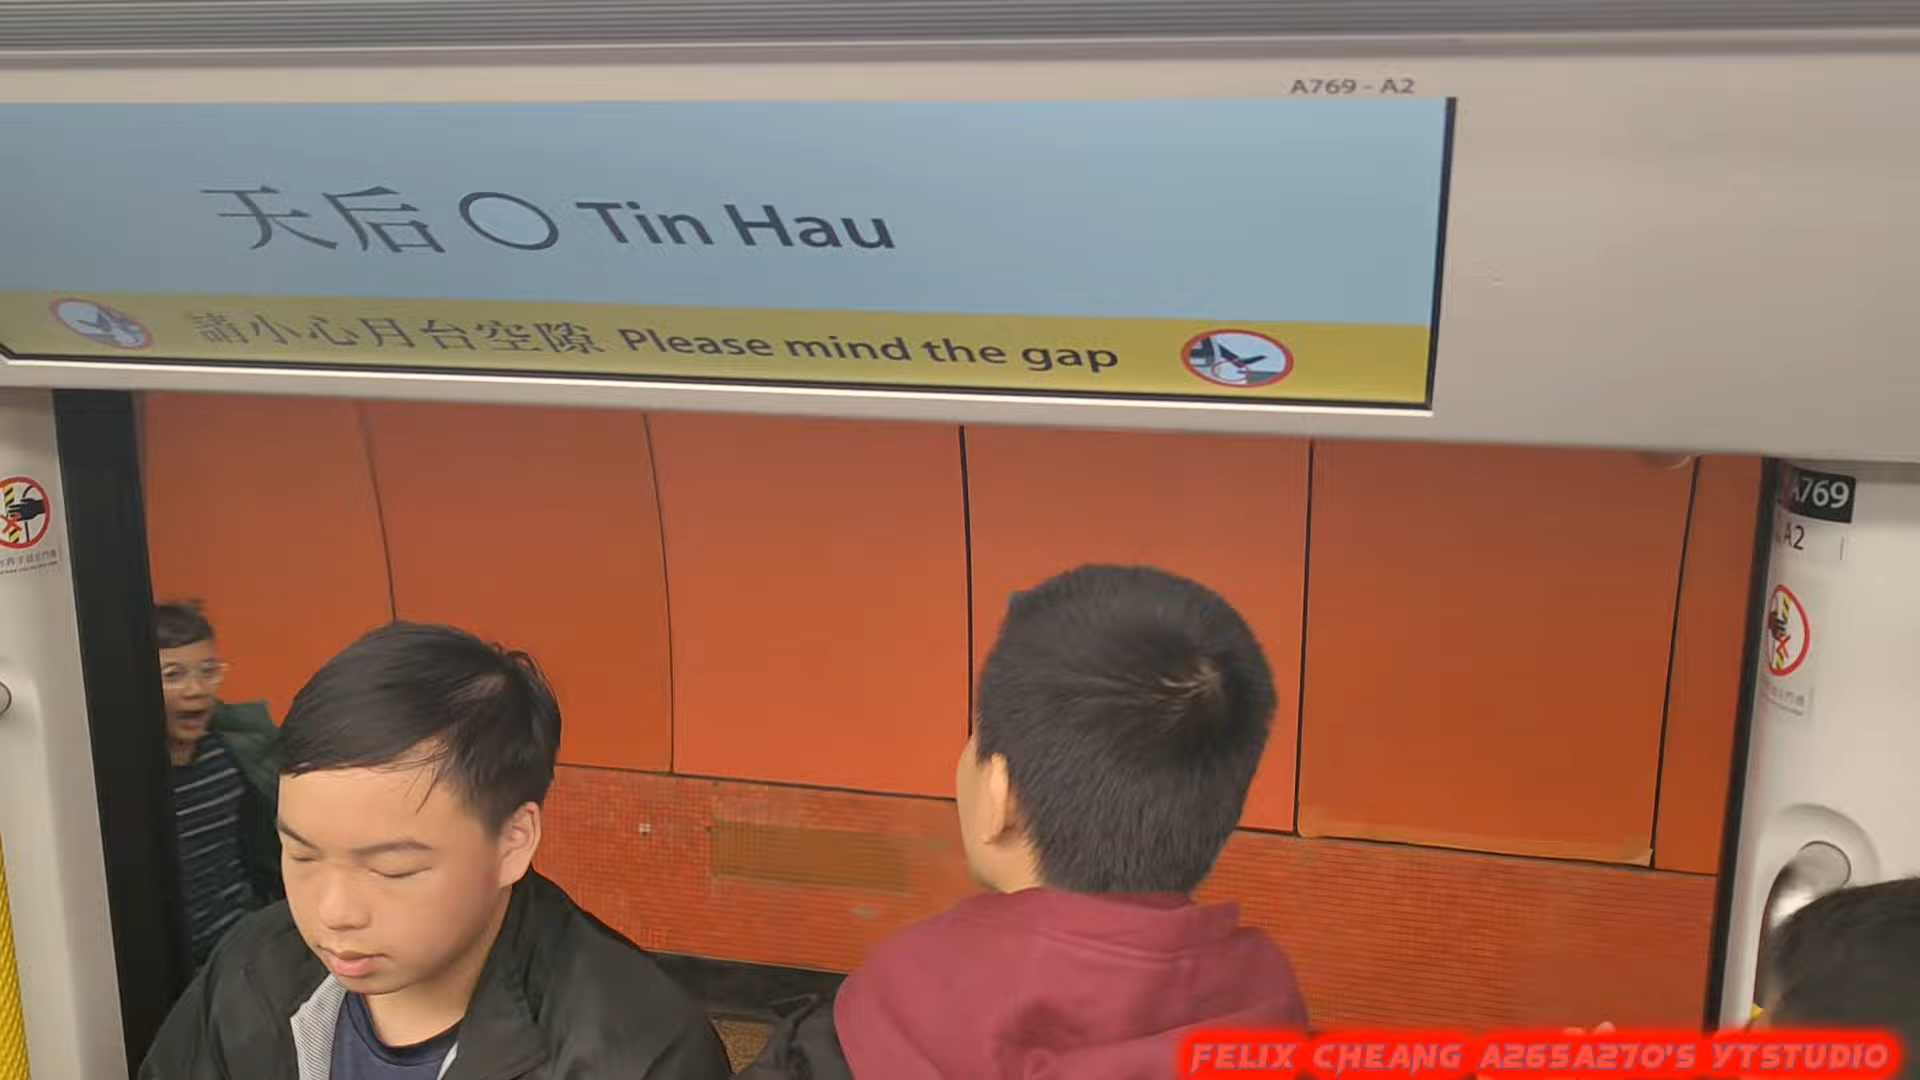 A769 - A2
天后 Tin Hau
請小心月台空隙 Please mind the gap
A769
A2
FELIX CHEANG A265A270'S YTSTUDIO